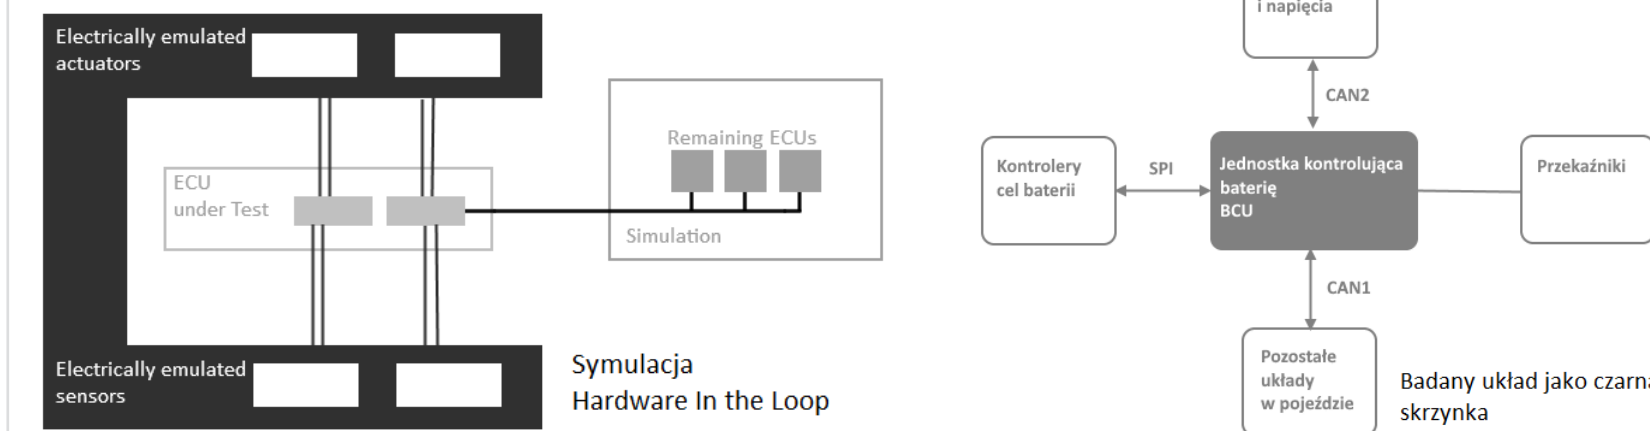 Electrically emulated
actuators
ECU
under Test
Remaining ECUs
Simulation
Electrically emulated
sensors
Symulacja
Hardware In the Loop
i napięcia
CAN2
Kontrolery
cel baterii
SPI
Jednostka kontrolująca
baterię
BCU
Przekaźniki
CAN1
Pozostałe
układy
w pojeździe
Badany układ jako
skrzynka